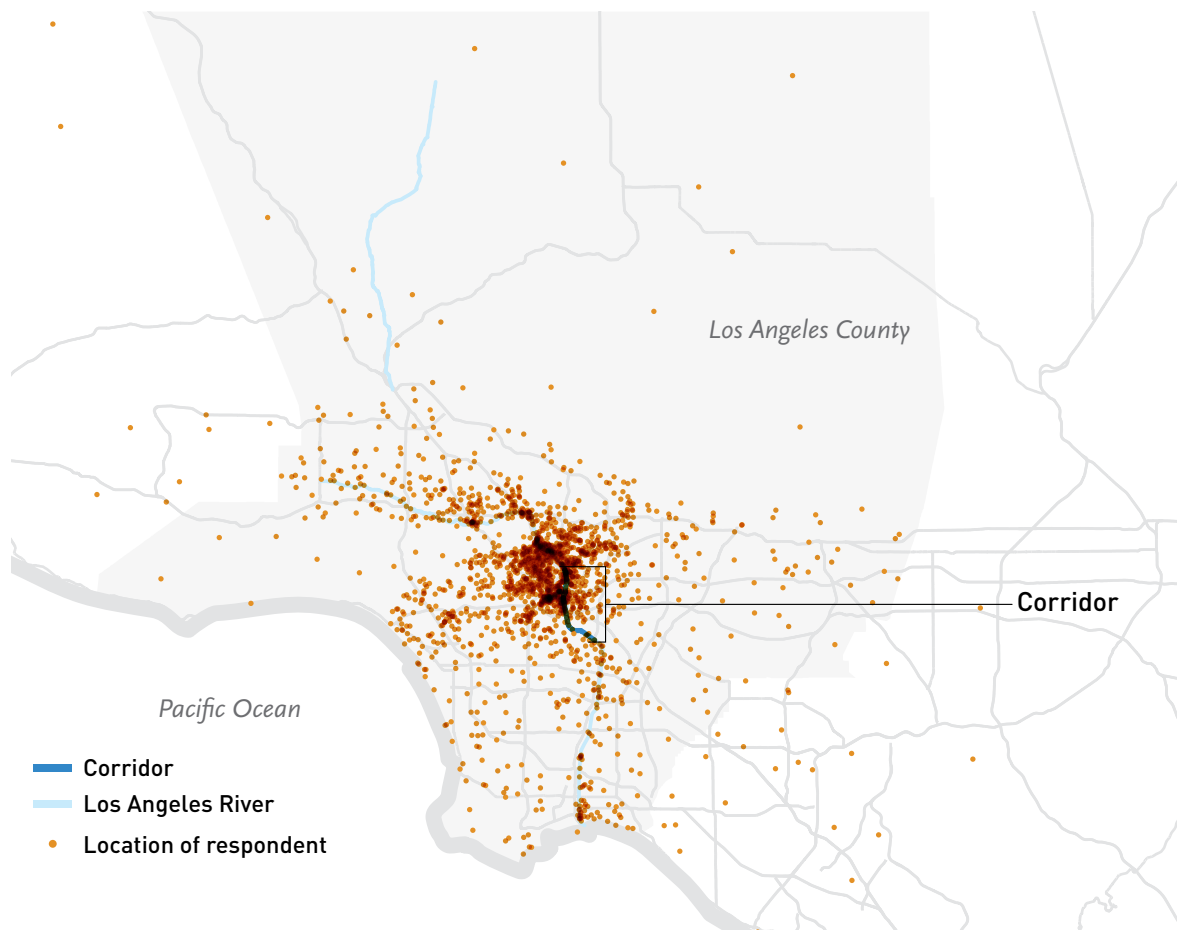 Los Angeles County
Corridor
Pacific Ocean
Corridor
Los Angeles River
Location of respondent